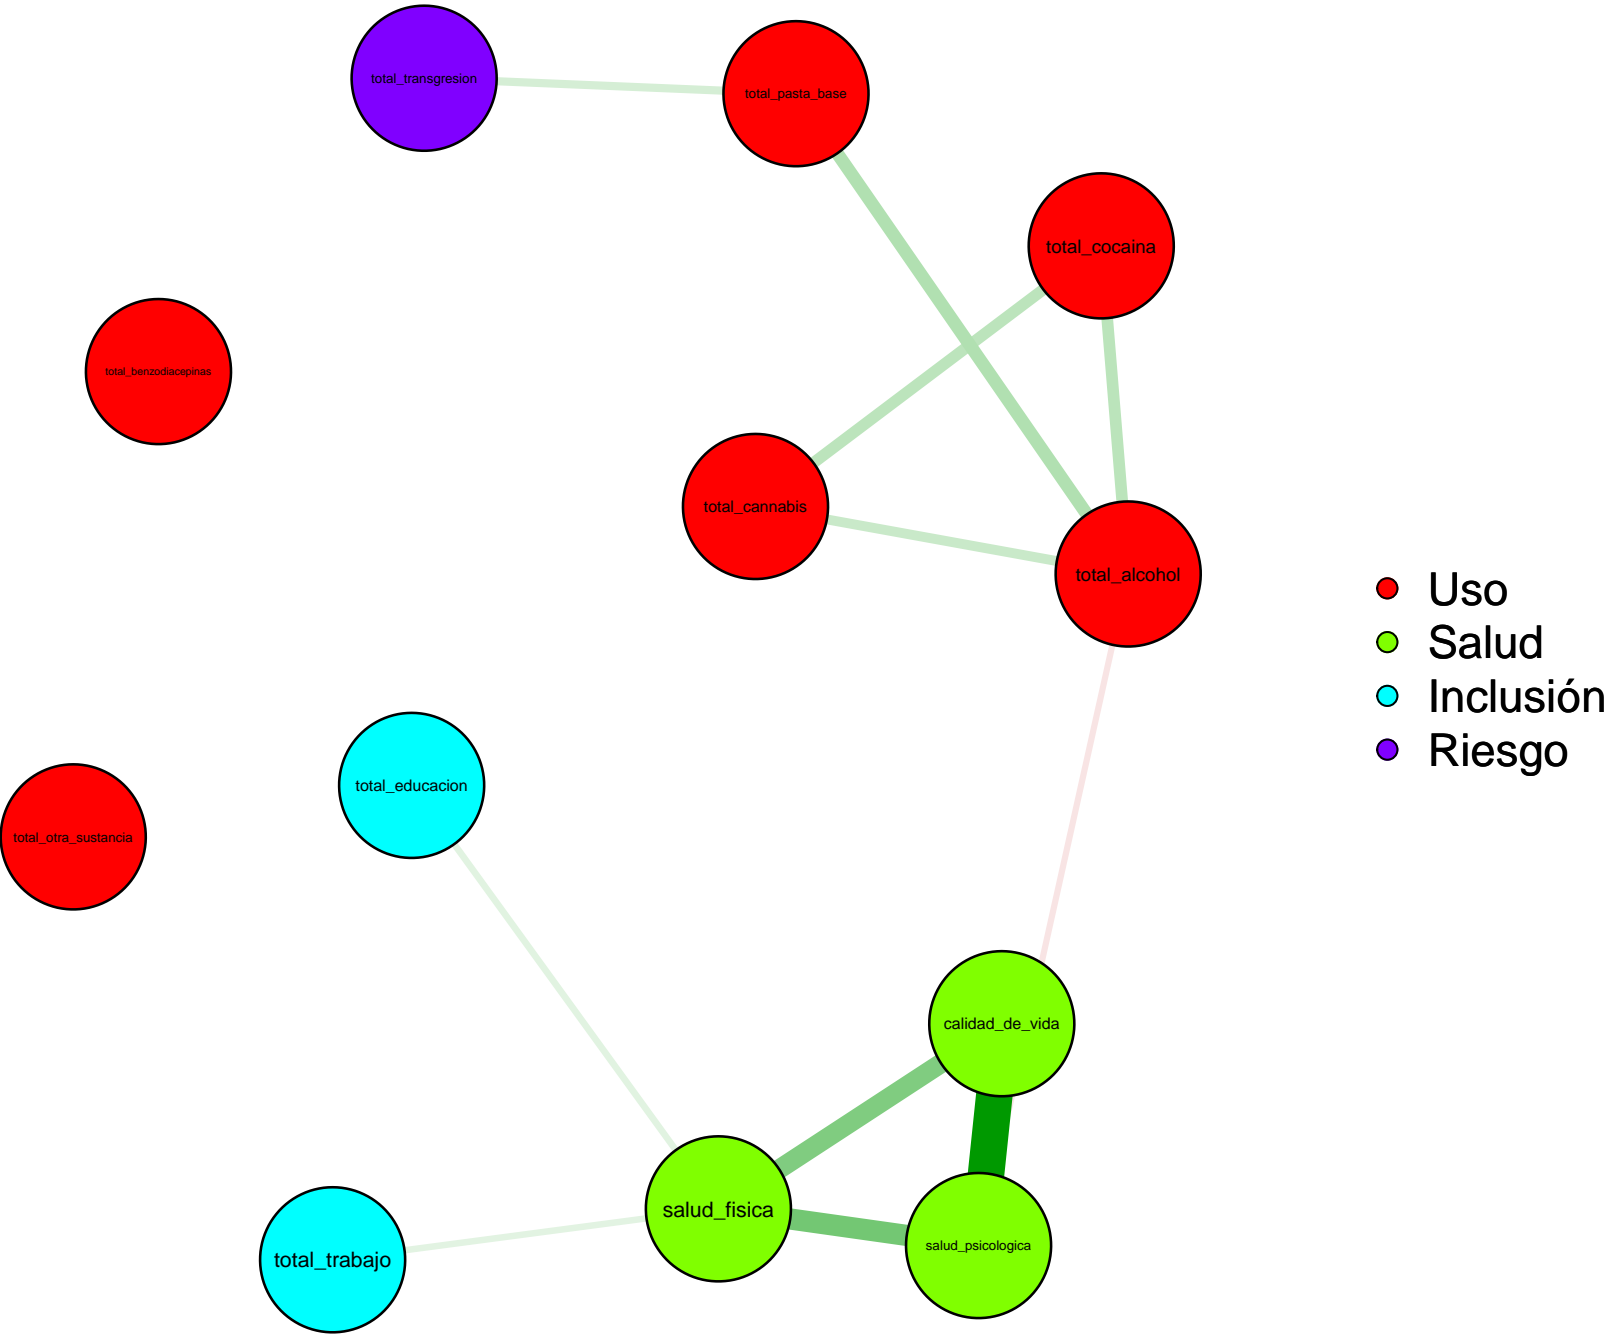 total_transgresion
total_pasta_base
total_cocaina
total_benzodiacepinas
total_cannabis
total_alcohol
Uso
Salud
Inclusión
Riesgo
total_educacion
total_otra_sustancia
calidad_de_vida
salud_fisica
salud_psicologica
total_trabajo